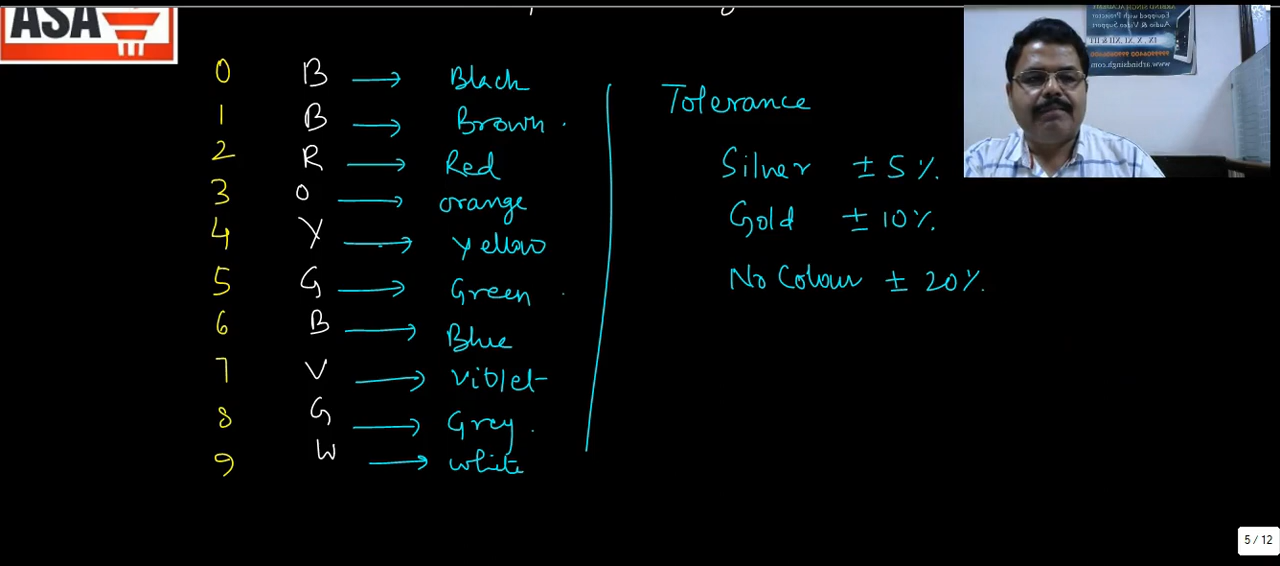 ASA
0 B → Black
1 B → Brown .
2 R → Red
3 O → orange
4 Y → yellow
5 G → Green
6 B → Blue
7 V → Violet
8 G → Grey .
9 W → white
Tolerance
Silver ± 5 %.
Gold ± 10 %.
No Colour ± 20 %.
5 / 12